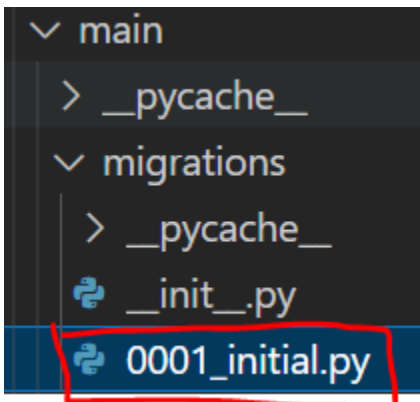 main
__pycache__
migrations
__pycache__
__init__.py
0001_initial.py